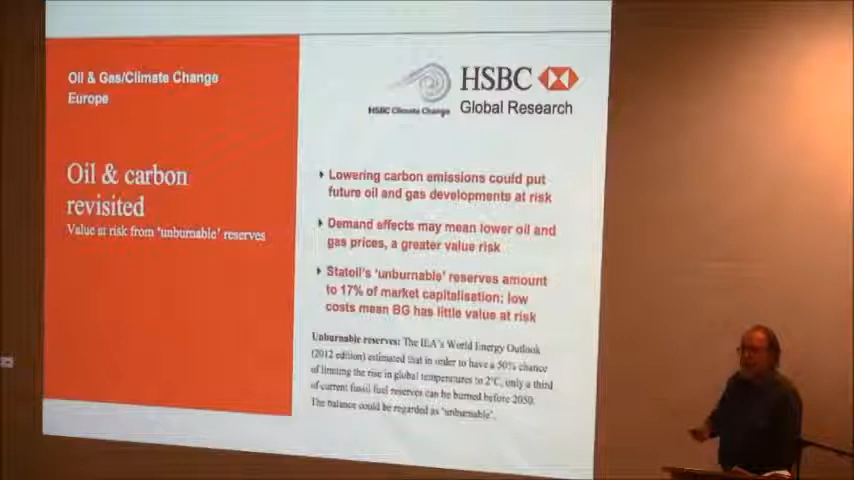 Oil & Gas/Climate Change
Europe
Oil & carbon
revisited
Value at risk from 'unburnable' reserves
HSBC Climate Change
HSBC
Global Research
Lowering carbon emissions could put
future oil and gas developments at risk
Demand effects may mean lower oil and
gas prices, a greater value risk
Statoil's 'unburnable' reserves amount
to 17% of market capitalisation; low
costs mean BG has little value at risk
Unburnable reserves: The IEA's World Energy Outlook
(2012 edition) estimated that in order to have a 50% chance
of limiting the rise in global temperatures to 2°C, only a third
of current fossil fuel reserves can be burned before 2050.
The balance could be regarded as 'unburnable'.